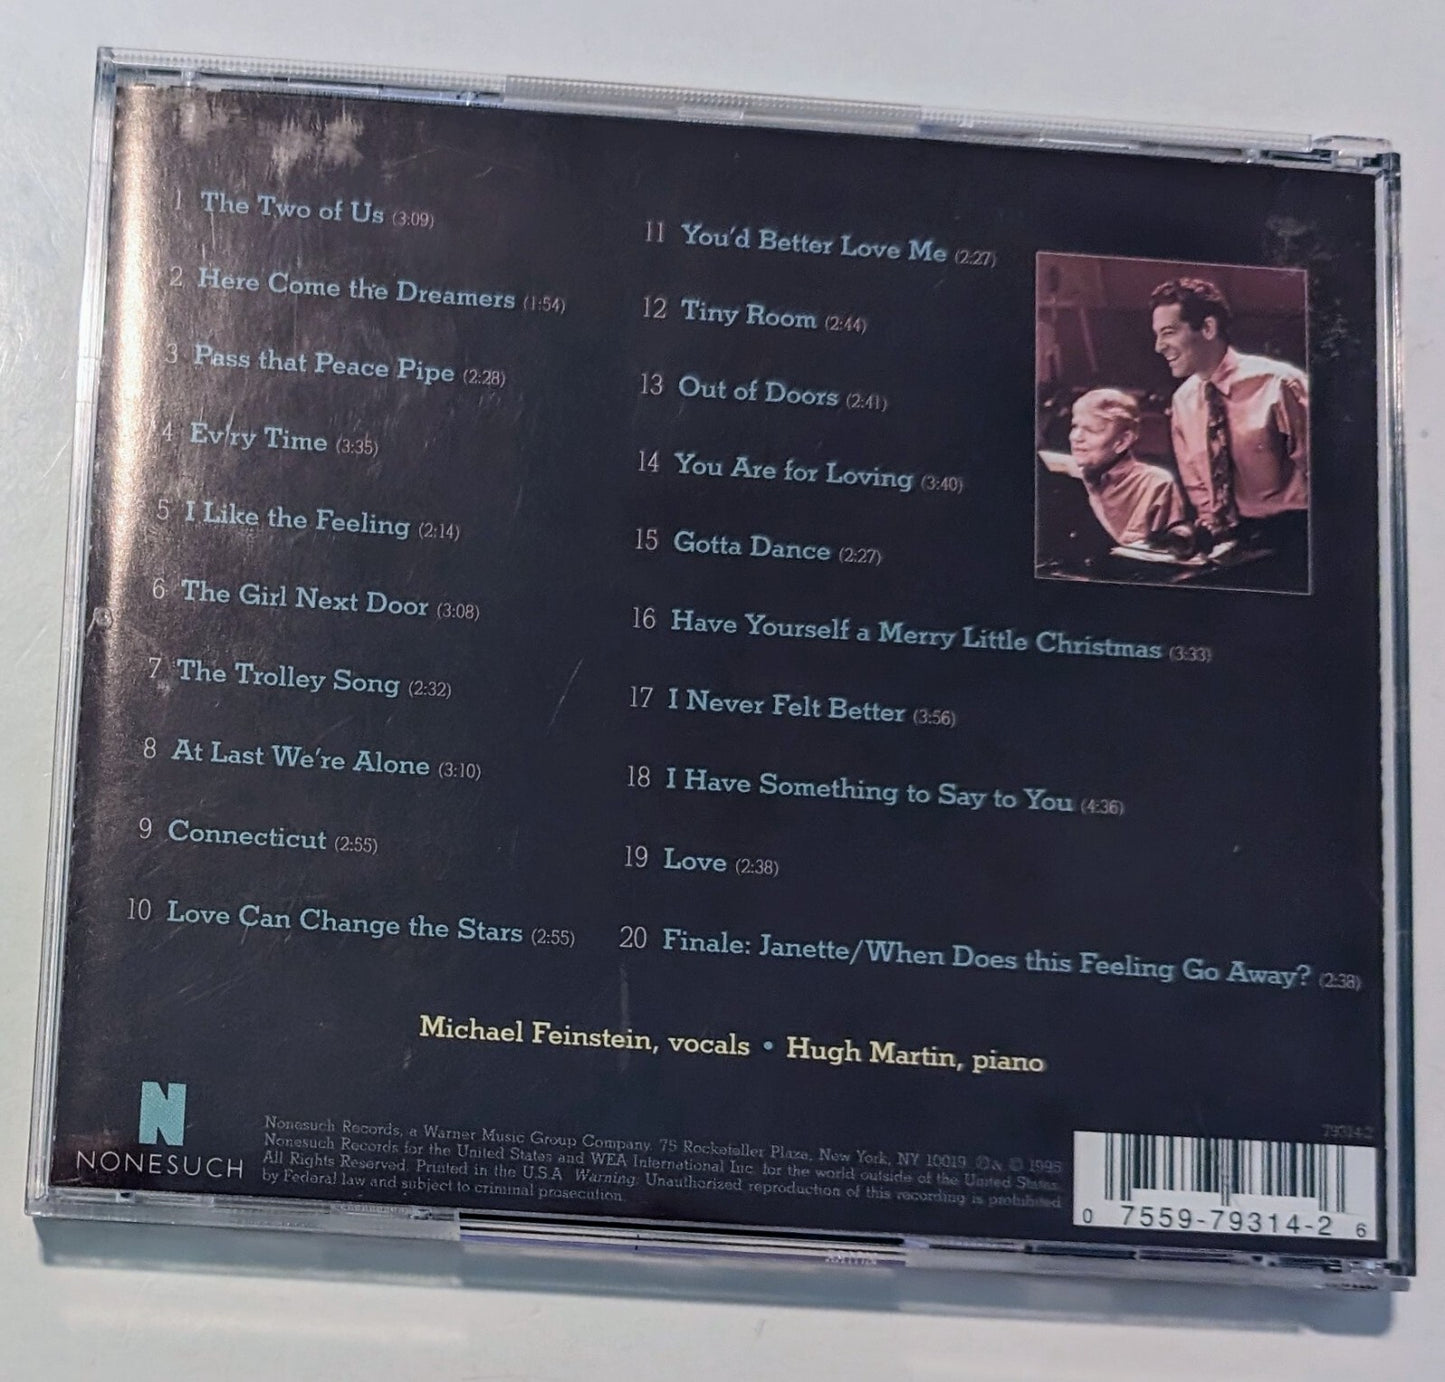 1 The Two of Us (3:09)
2 Here Come the Dreamers (1:54)
3 Pass that Peace Pipe (2:28)
4 Ev'ry Time (3:35)
5 I Like the Feeling (2:14)
6 The Girl Next Door (3:08)
7 The Trolley Song (2:32)
8 At Last We're Alone (3:10)
9 Connecticut (2:55)
10 Love Can Change the Stars (2:55)
11 You'd Better Love Me (2:27)
12 Tiny Room (2:44)
13 Out of Doors (2:41)
14 You Are for Loving (3:40)
15 Gotta Dance (2:27)
16 Have Yourself a Merry Little Christmas (3:33)
17 I Never Felt Better (3:56)
18 I Have Something to Say to You (4:36)
19 Love (2:38)
20 Finale: Janette/When Does this Feeling Go Away? (2:38)
Michael Feinstein, vocals • Hugh Martin, piano
N
NONESUCH
Nonesuch Records, a Warner Music Group Company, 75 Rockefeller Plaza, New York, NY 10019. ℗ & © 1995
Nonesuch Records for the United States and WEA International Inc. for the world outside of the United States.
All Rights Reserved. Printed in the U.S.A. Warning: Unauthorized reproduction of this recording is prohibited
by Federal law and subject to criminal prosecution.
79314-2
0 7559-79314-2 6